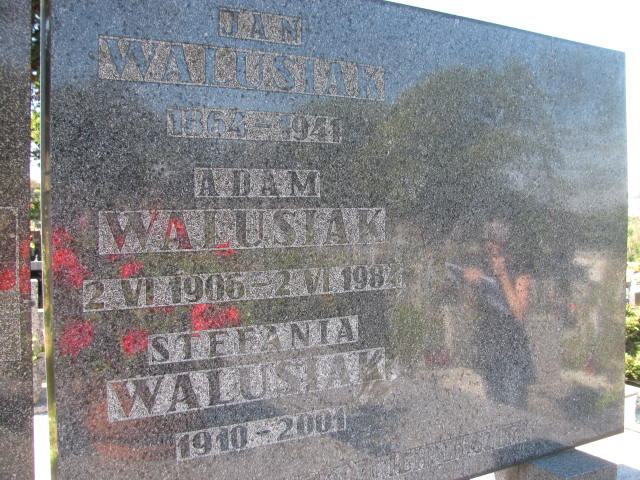 JAN
WALUSIAK
1864-1941
ADAM
WALUSIAK
2 VI 1906-2 VI 1982
STEFANIA
WALUSIAK
1910-2001